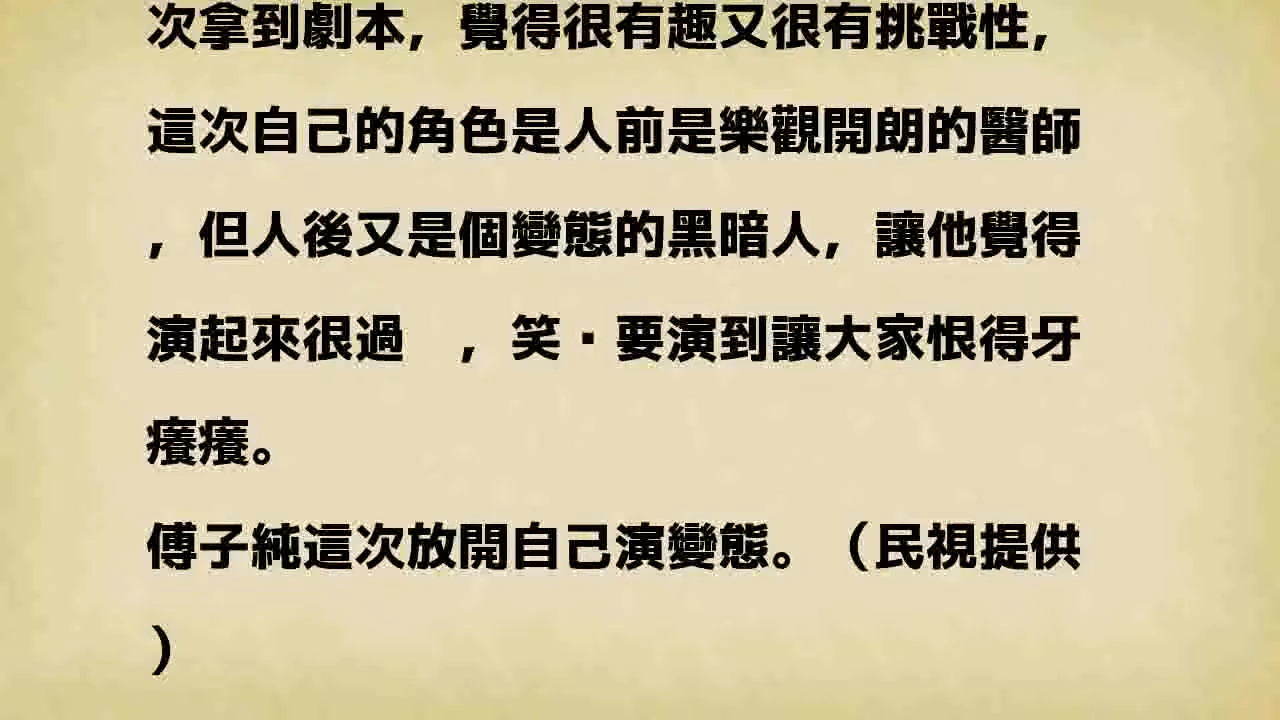 次拿到劇本，覺得很有趣又很有挑戰性，
這次自己的角色是人前是樂觀開朗的醫師
，但人後又是個變態的黑暗人，讓他覺得
演起來很過　，笑▪要演到讓大家恨得牙
癢癢。
傅子純這次放開自己演變態。（民視提供
）